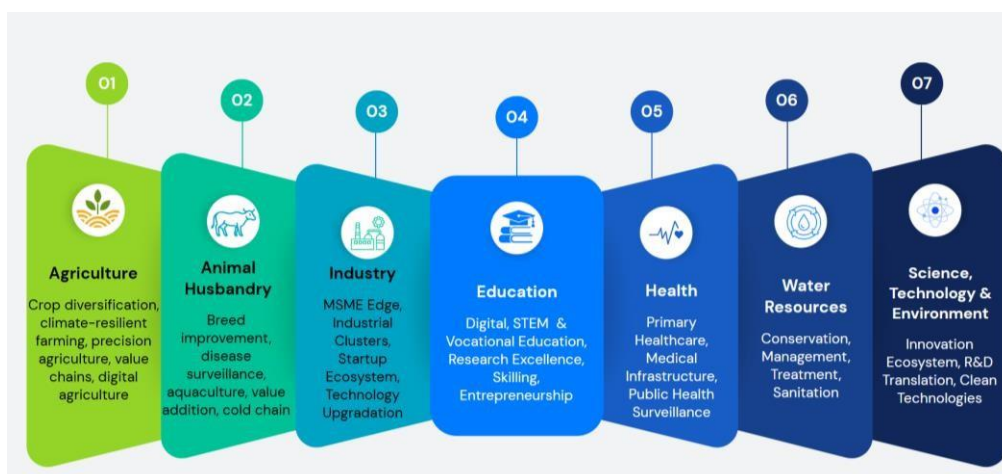 01
Agriculture
Crop diversification,
climate-resilient
farming, precision
agriculture, value
chains, digital
agriculture
02
Animal
Husbandry
Breed
improvement,
disease
surveillance,
aquaculture, value
addition, cold chain
03
Industry
MSME Edge,
Industrial
Clusters,
Startup
Ecosystem,
Technology
Upgradation
04
Education
Digital, STEM &
Vocational Education,
Research Excellence,
Skilling,
Entrepreneurship
05
Health
Primary
Healthcare,
Medical
Infrastructure,
Public Health
Surveillance
06
Water
Resources
Conservation,
Management,
Treatment,
Sanitation
07
Science,
Technology &
Environment
Innovation
Ecosystem, R&D
Translation, Clean
Technologies